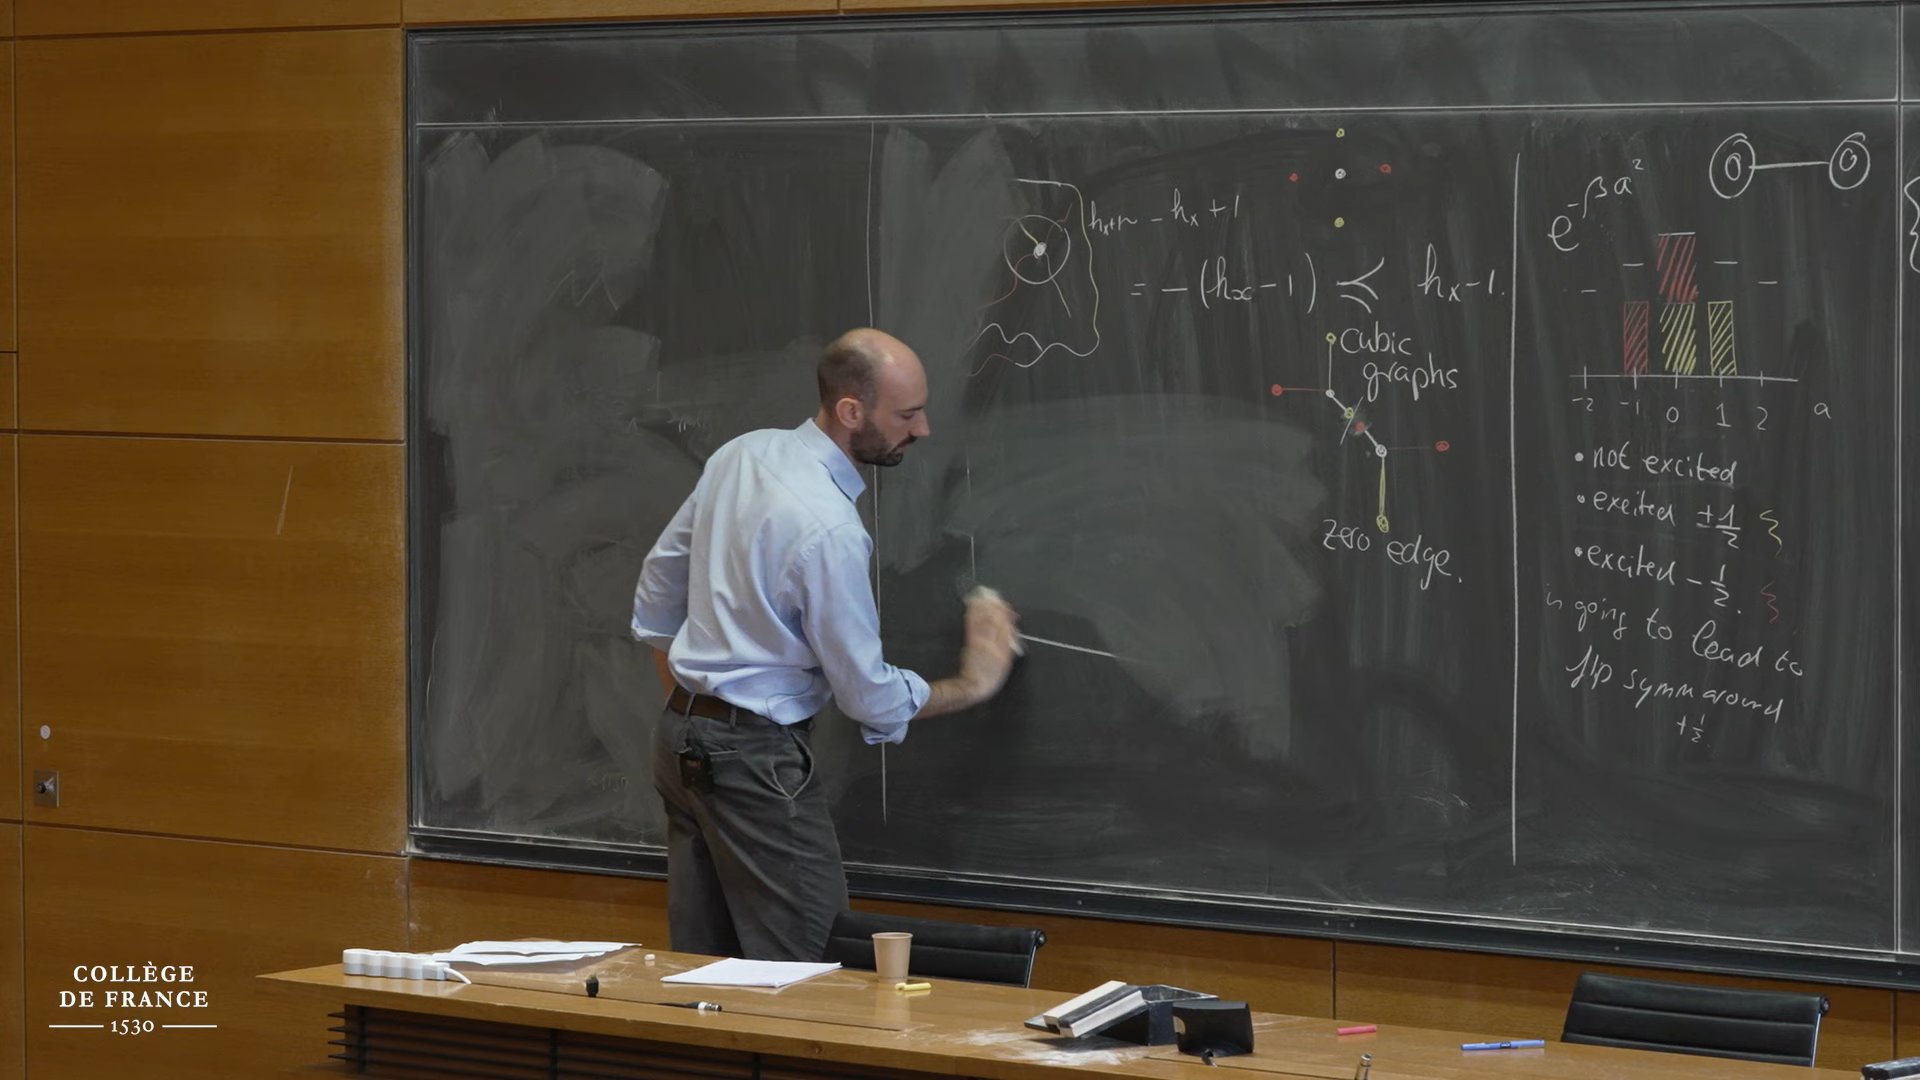 h_{x+n} - h_x + 1
= -(h_x - 1) ≼ h_x - 1.
cubic
graphs
zero edge.
e^{-βa²}
0 0
-2 -1 0 1 2 a
• not excited
• excited ±1/2
• excited -1/2.
going to lead to
flip symm around
+1/2.
COLLÈGE
DE FRANCE
1530